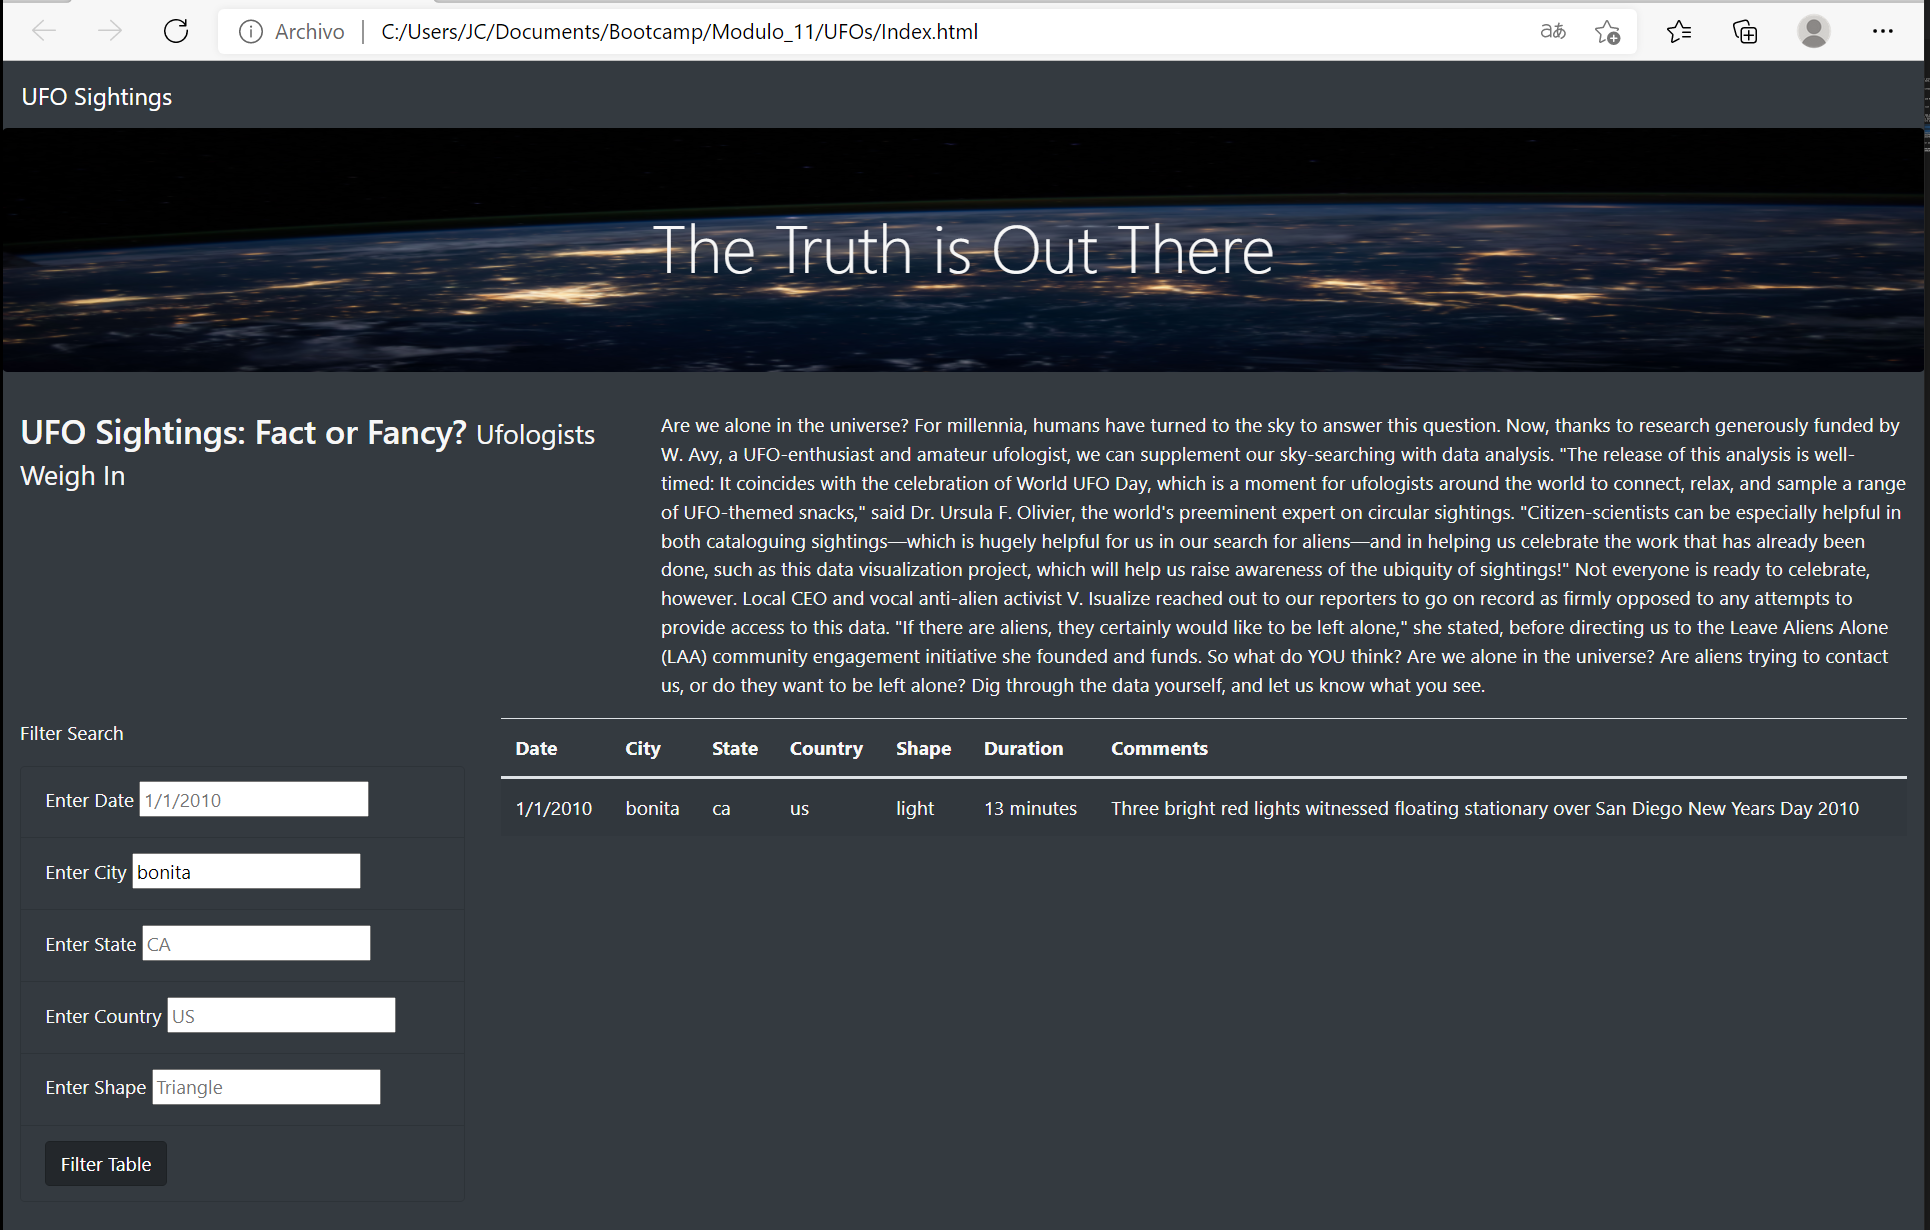 Archivo | C:/Users/JC/Documents/Bootcamp/Modulo_11/UFOs/Index.html
aあ
UFO Sightings
The Truth is Out There
UFO Sightings: Fact or Fancy? Ufologists
Weigh In
Are we alone in the universe? For millennia, humans have turned to the sky to answer this question. Now, thanks to research generously funded by
W. Avy, a UFO-enthusiast and amateur ufologist, we can supplement our sky-searching with data analysis. "The release of this analysis is well-
timed: It coincides with the celebration of World UFO Day, which is a moment for ufologists around the world to connect, relax, and sample a range
of UFO-themed snacks," said Dr. Ursula F. Olivier, the world's preeminent expert on circular sightings. "Citizen-scientists can be especially helpful in
both cataloguing sightings—which is hugely helpful for us in our search for aliens—and in helping us celebrate the work that has already been
done, such as this data visualization project, which will help us raise awareness of the ubiquity of sightings!" Not everyone is ready to celebrate,
however. Local CEO and vocal anti-alien activist V. Isualize reached out to our reporters to go on record as firmly opposed to any attempts to
provide access to this data. "If there are aliens, they certainly would like to be left alone," she stated, before directing us to the Leave Aliens Alone
(LAA) community engagement initiative she founded and funds. So what do YOU think? Are we alone in the universe? Are aliens trying to contact
us, or do they want to be left alone? Dig through the data yourself, and let us know what you see.
Filter Search
Enter Date 1/1/2010
Enter City bonita
Enter State CA
Enter Country US
Enter Shape Triangle
Filter Table
Date City State Country Shape Duration Comments
1/1/2010 bonita ca us light 13 minutes Three bright red lights witnessed floating stationary over San Diego New Years Day 2010